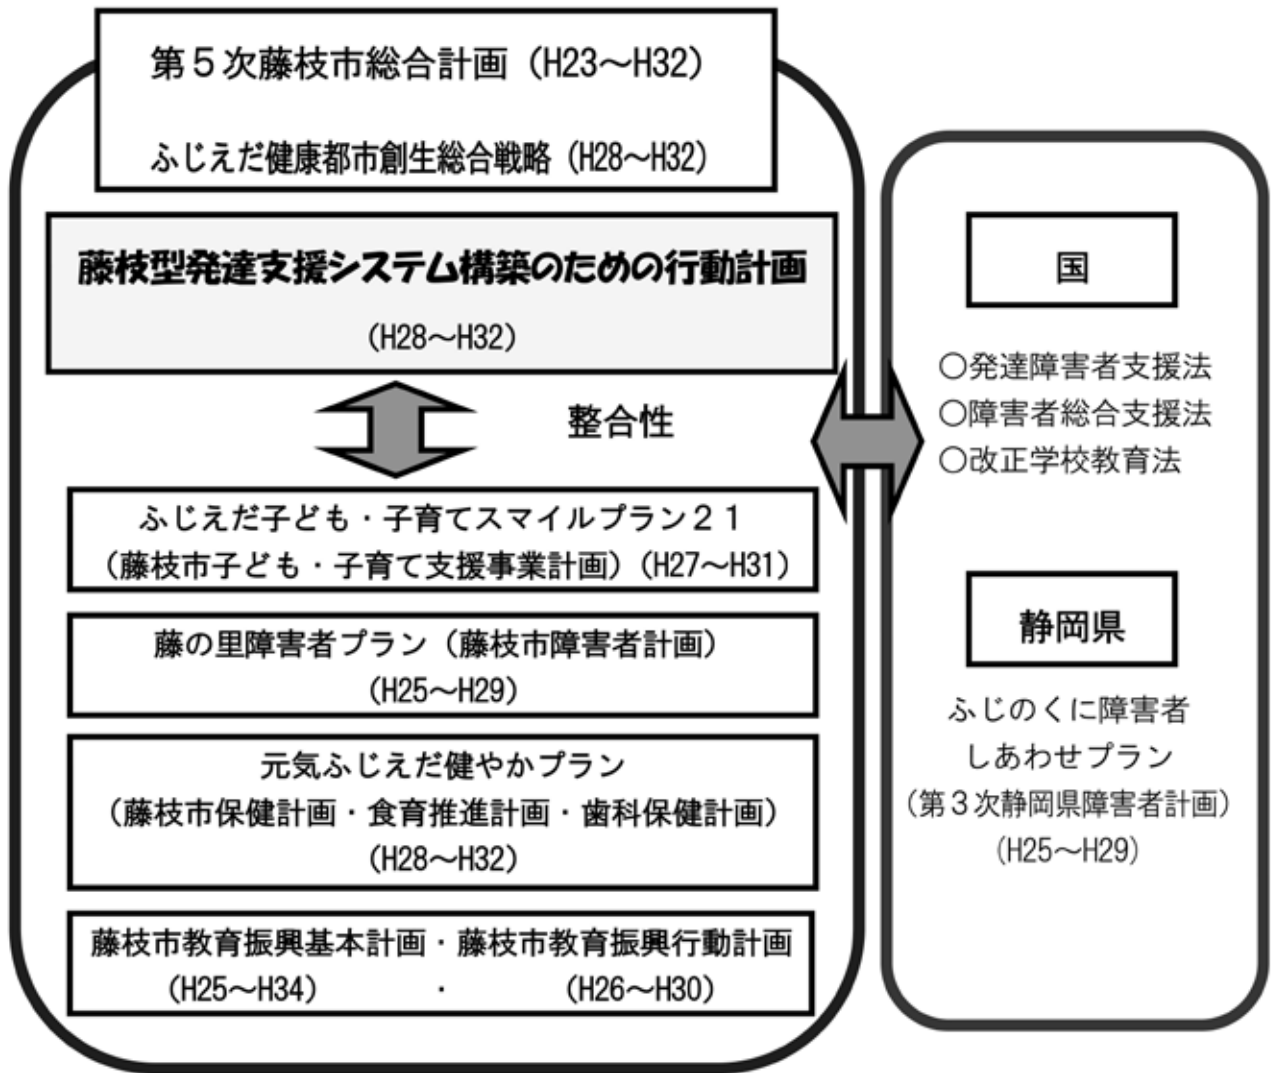 第５次藤枝市総合計画（H23～H32）
ふじえだ健康都市創生総合戦略（H28～H32）
藤枝型発達支援システム構築のための行動計画
（H28～H32）
整合性
ふじえだ子ども・子育てスマイルプラン２１
（藤枝市子ども・子育て支援事業計画）（H27～H31）
藤の里障害者プラン（藤枝市障害者計画）
（H25～H29）
元気ふじえだ健やかプラン
（藤枝市保健計画・食育推進計画・歯科保健計画）
（H28～H32）
藤枝市教育振興基本計画・藤枝市教育振興行動計画
（H25～H34）　・　（H26～H30）
国
○発達障害者支援法
○障害者総合支援法
○改正学校教育法
静岡県
ふじのくに障害者
しあわせプラン
（第３次静岡県障害者計画）
（H25～H29）